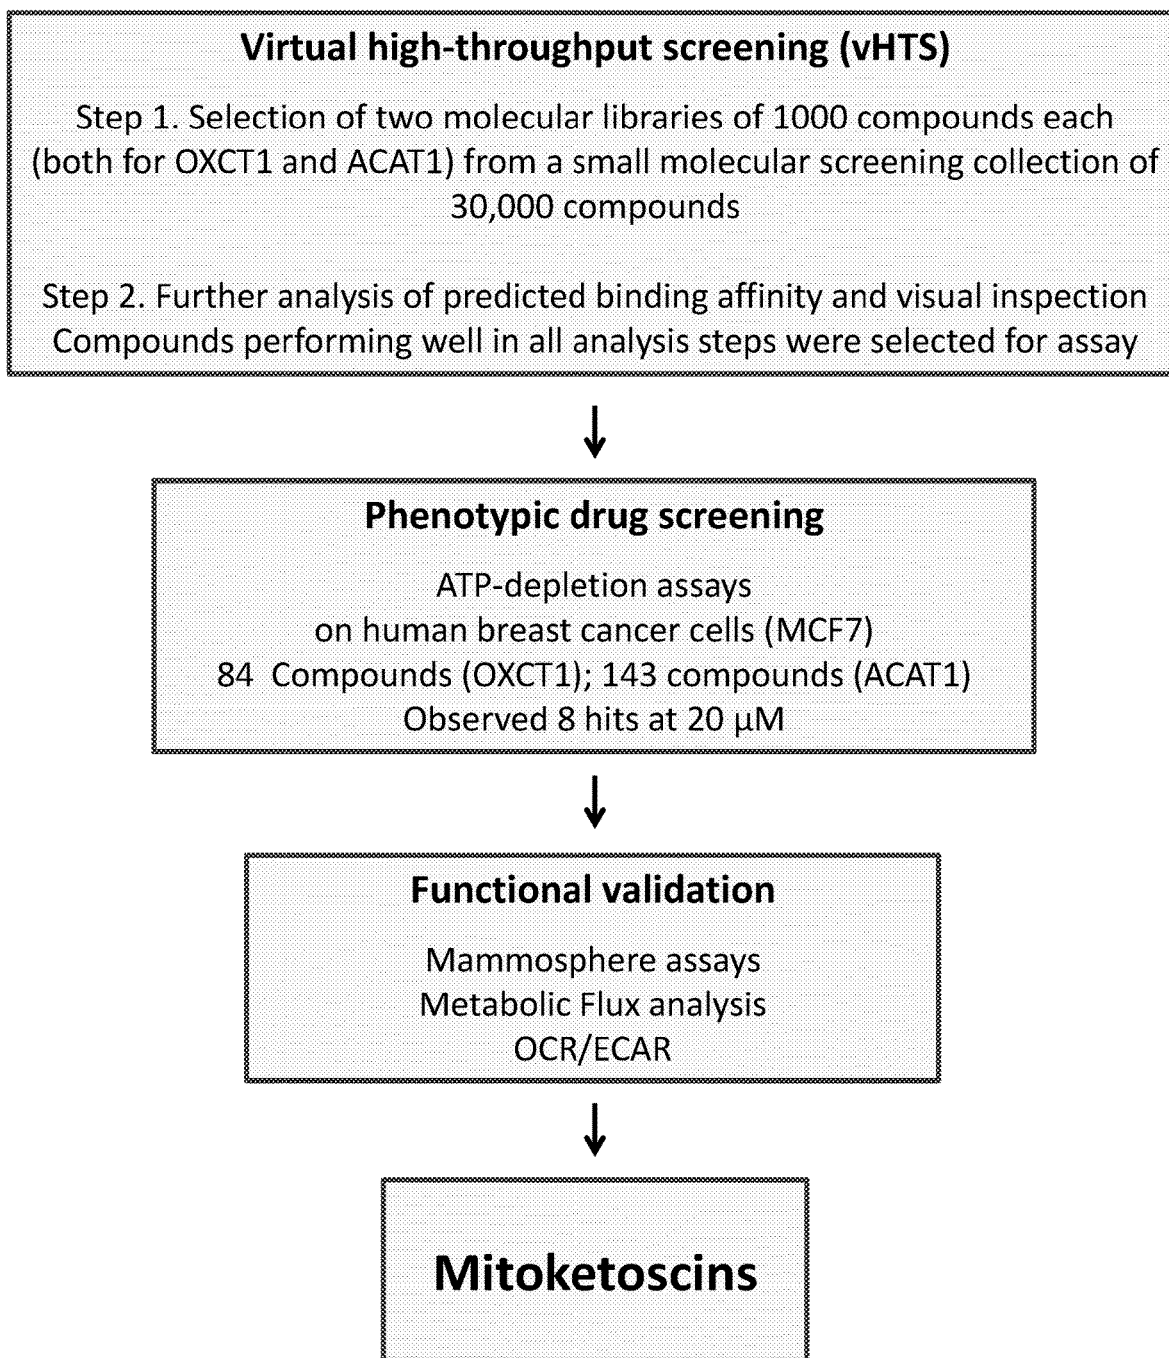 Virtual high-throughput screening (vHTS)
Step 1. Selection of two molecular libraries of 1000 compounds each
(both for OXCT1 and ACAT1) from a small molecular screening collection of
30,000 compounds
Step 2. Further analysis of predicted binding affinity and visual inspection
Compounds performing well in all analysis steps were selected for assay
Phenotypic drug screening
ATP-depletion assays
on human breast cancer cells (MCF7)
84 Compounds (OXCT1); 143 compounds (ACAT1)
Observed 8 hits at 20 µM
Functional validation
Mammosphere assays
Metabolic Flux analysis
OCR/ECAR
Mitoketoscins